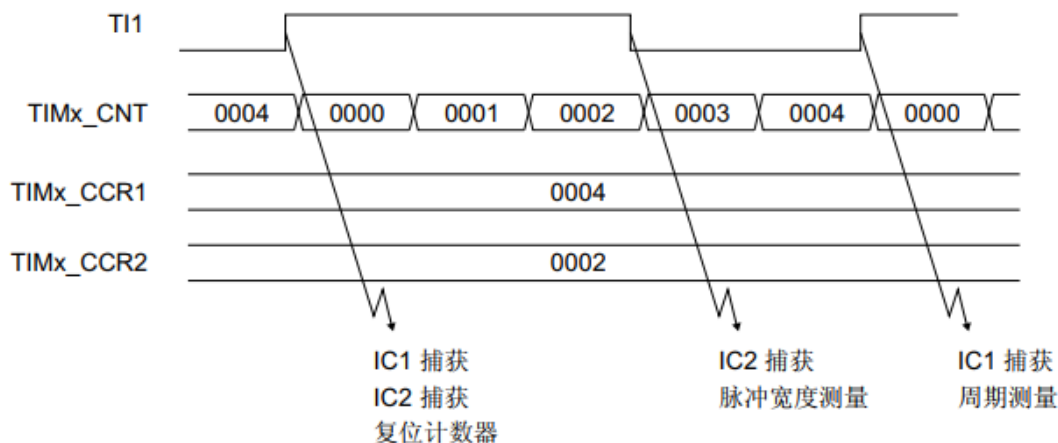 TI1
TIMx_CNT 0004 0000 0001 0002 0003 0004 0000
TIMx_CCR1 0004
TIMx_CCR2 0002
IC1 捕获
IC2 捕获
复位计数器
IC2 捕获
脉冲宽度测量
IC1 捕获
周期测量